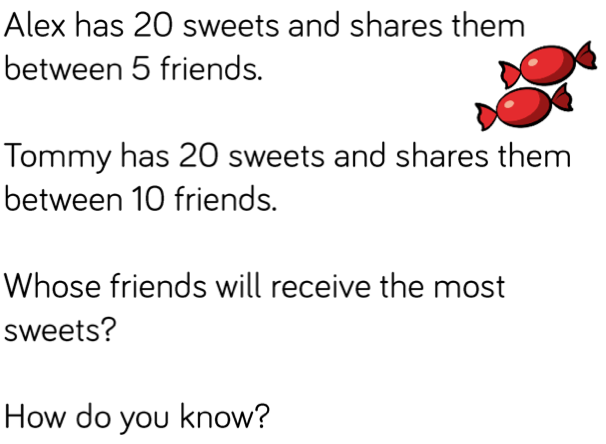 Alex has 20 sweets and shares them
between 5 friends.
Tommy has 20 sweets and shares them
between 10 friends.
Whose friends will receive the most
sweets?
How do you know?